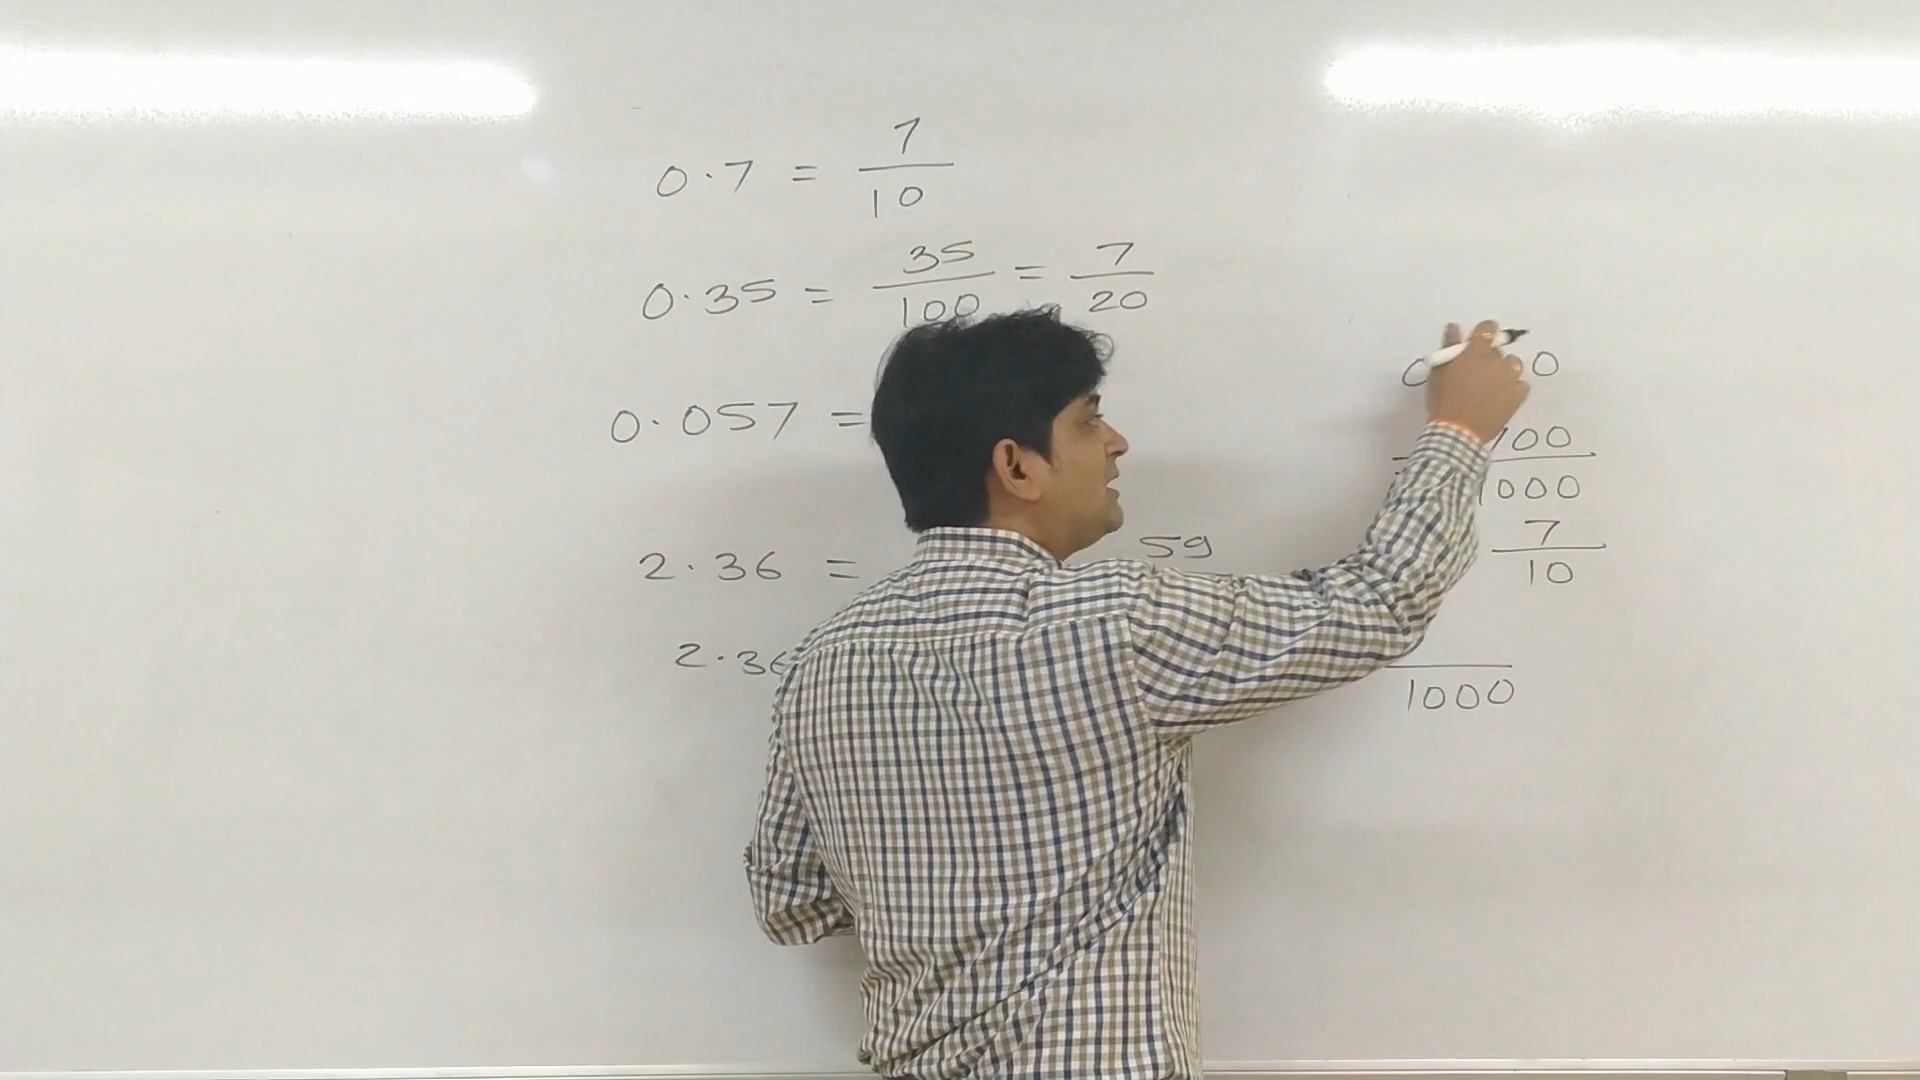 0.7 = 7/10
0.35 = 35/100 = 7/20
0.057 =
2.36 = 59
2.36
0 0
700/1000
7/10
/1000